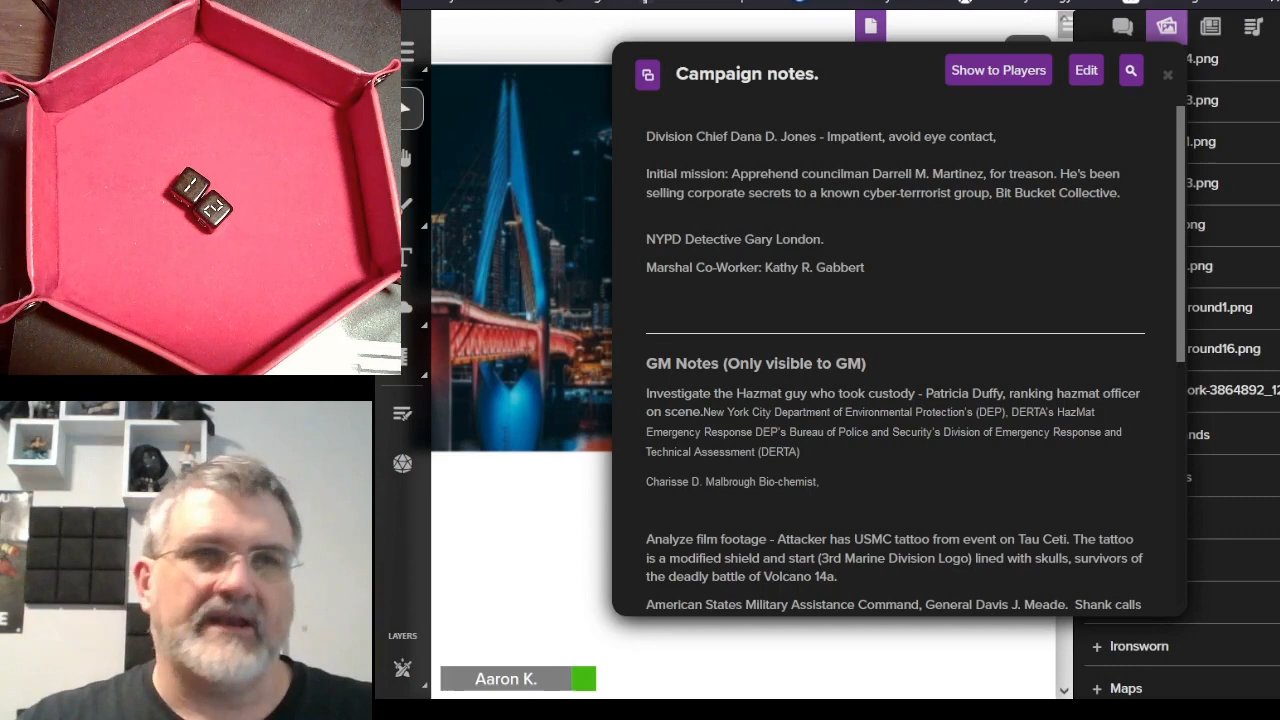 Campaign notes.
Show to Players
Edit
Division Chief Dana D. Jones - Impatient, avoid eye contact,
Initial mission: Apprehend councilman Darrell M. Martinez, for treason. He's been
selling corporate secrets to a known cyber-terrrorist group, Bit Bucket Collective.
NYPD Detective Gary London.
Marshal Co-Worker: Kathy R. Gabbert
GM Notes (Only visible to GM)
Investigate the Hazmat guy who took custody - Patricia Duffy, ranking hazmat officer
on scene.New York City Department of Environmental Protection's (DEP), DERTA's HazMat
Emergency Response DEP's Bureau of Police and Security's Division of Emergency Response and
Technical Assessment (DERTA)
Charisse D. Malbrough Bio-chemist,
Analyze film footage - Attacker has USMC tattoo from event on Tau Ceti. The tattoo
is a modified shield and start (3rd Marine Division Logo) lined with skulls, survivors of
the deadly battle of Volcano 14a.
American States Military Assistance Command, General Davis J. Meade. Shank calls
4.png
3.png
.png
3.png
.png
round1.png
round16.png
ork-3864892_12
nds
s
+ Ironsworn
+ Maps
LAYERS
Aaron K.
1
2